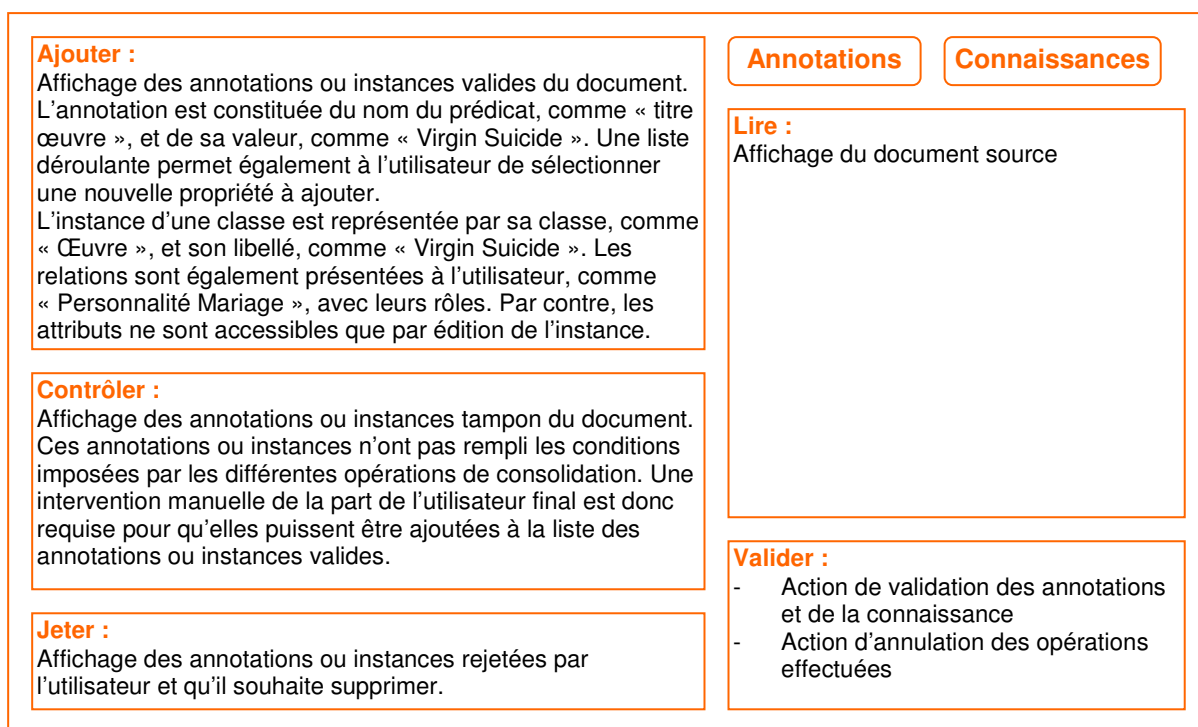 Ajouter :
Affichage des annotations ou instances valides du document.
L'annotation est constituée du nom du prédicat, comme « titre
œuvre », et de sa valeur, comme « Virgin Suicide ». Une liste
déroulante permet également à l'utilisateur de sélectionner
une nouvelle propriété à ajouter.
L'instance d'une classe est représentée par sa classe, comme
« Œuvre », et son libellé, comme « Virgin Suicide ». Les
relations sont également présentées à l'utilisateur, comme
« Personnalité Mariage », avec leurs rôles. Par contre, les
attributs ne sont accessibles que par édition de l'instance.
Contrôler :
Affichage des annotations ou instances tampon du document.
Ces annotations ou instances n'ont pas rempli les conditions
imposées par les différentes opérations de consolidation. Une
intervention manuelle de la part de l'utilisateur final est donc
requise pour qu'elles puissent être ajoutées à la liste des
annotations ou instances valides.
Jeter :
Affichage des annotations ou instances rejetées par
l'utilisateur et qu'il souhaite supprimer.
Annotations
Connaissances
Lire :
Affichage du document source
Valider :
- Action de validation des annotations
et de la connaissance
- Action d'annulation des opérations
effectuées